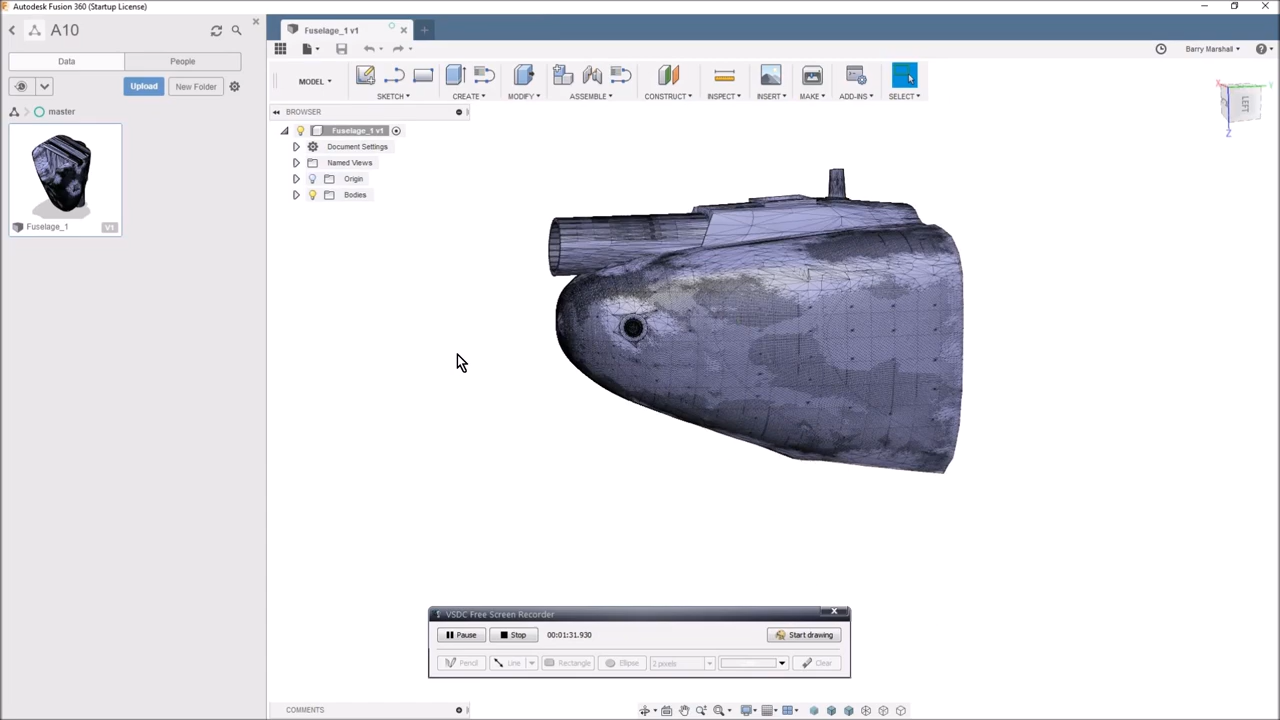 Autodesk Fusion 360 (Startup License)
A10
Data
People
Upload
New Folder
master
Fuselage_1
V1
Fuselage_1 v1
Barry Marshall
MODEL
SKETCH
CREATE
MODIFY
ASSEMBLE
CONSTRUCT
INSPECT
INSERT
MAKE
ADD-INS
SELECT
BROWSER
Fuselage_1 v1
Document Settings
Named Views
Origin
Bodies
X
Y
Z
LEFT
VSDC Free Screen Recorder
Pause
Stop
00:01:31.930
Start drawing
Pencil
Line
Rectangle
Ellipse
2 pixels
Clear
COMMENTS